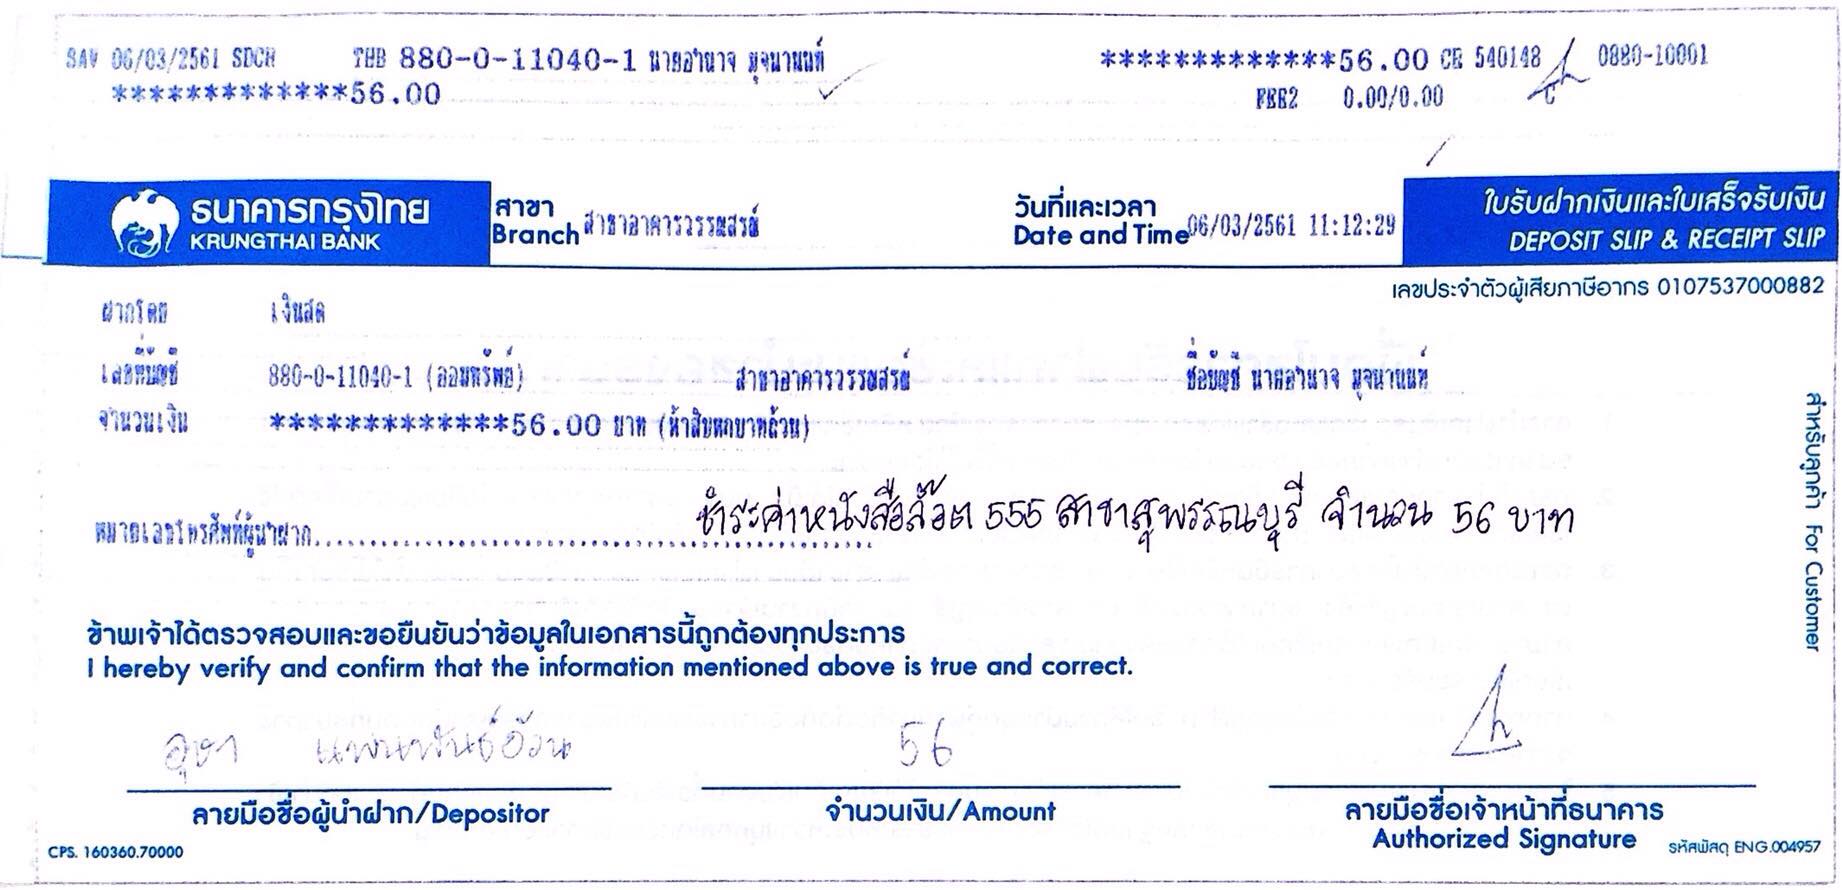 SAV 06/03/2561 SDCH THB 880-0-11040-1 นายอำนาจ มุจนานนท์ *************56.00 CR 540148 0880-10001
*************56.00 FEE2 0.00/0.00
ธนาคารกรุงไทย
KRUNGTHAI BANK
สาขา
Branch สาขาอาคารวรรณสรณ์
วันที่และเวลา
Date and Time 06/03/2561 11:12:29
ใบรับฝากเงินและใบเสร็จรับเงิน
DEPOSIT SLIP & RECEIPT SLIP
เลขประจำตัวผู้เสียภาษีอากร 0107537000882
ฝากโดย เงินสด
เลขที่บัญชี 880-0-11040-1 (ออมทรัพย์) สาขาอาคารวรรณสรณ์ ชื่อบัญชี นายอำนาจ มุจนานนท์
จำนวนเงิน *************56.00 บาท (ห้าสิบหกบาทถ้วน)
ชำระค่าหนังสือล็อต 555 สาขาสุพรรณบุรี จำนวน 56 บาท
หมายเลขโทรศัพท์ผู้นำฝาก
สำหรับลูกค้า For Customer
ข้าพเจ้าได้ตรวจสอบและขอยืนยันว่าข้อมูลในเอกสารนี้ถูกต้องทุกประการ
I hereby verify and confirm that the information mentioned above is true and correct.
อุษา แพนพันธ์อ้วน 56
ลายมือชื่อผู้นำฝาก/Depositor จำนวนเงิน/Amount ลายมือชื่อเจ้าหน้าที่ธนาคาร
Authorized Signature
CPS. 160360.70000 รหัสพัสดุ ENG.004957